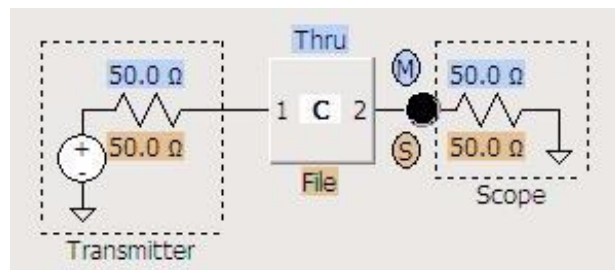 Thru
50.0 Ω
M
50.0 Ω
1 C 2
+
-
50.0 Ω
S
50.0 Ω
File
Scope
Transmitter